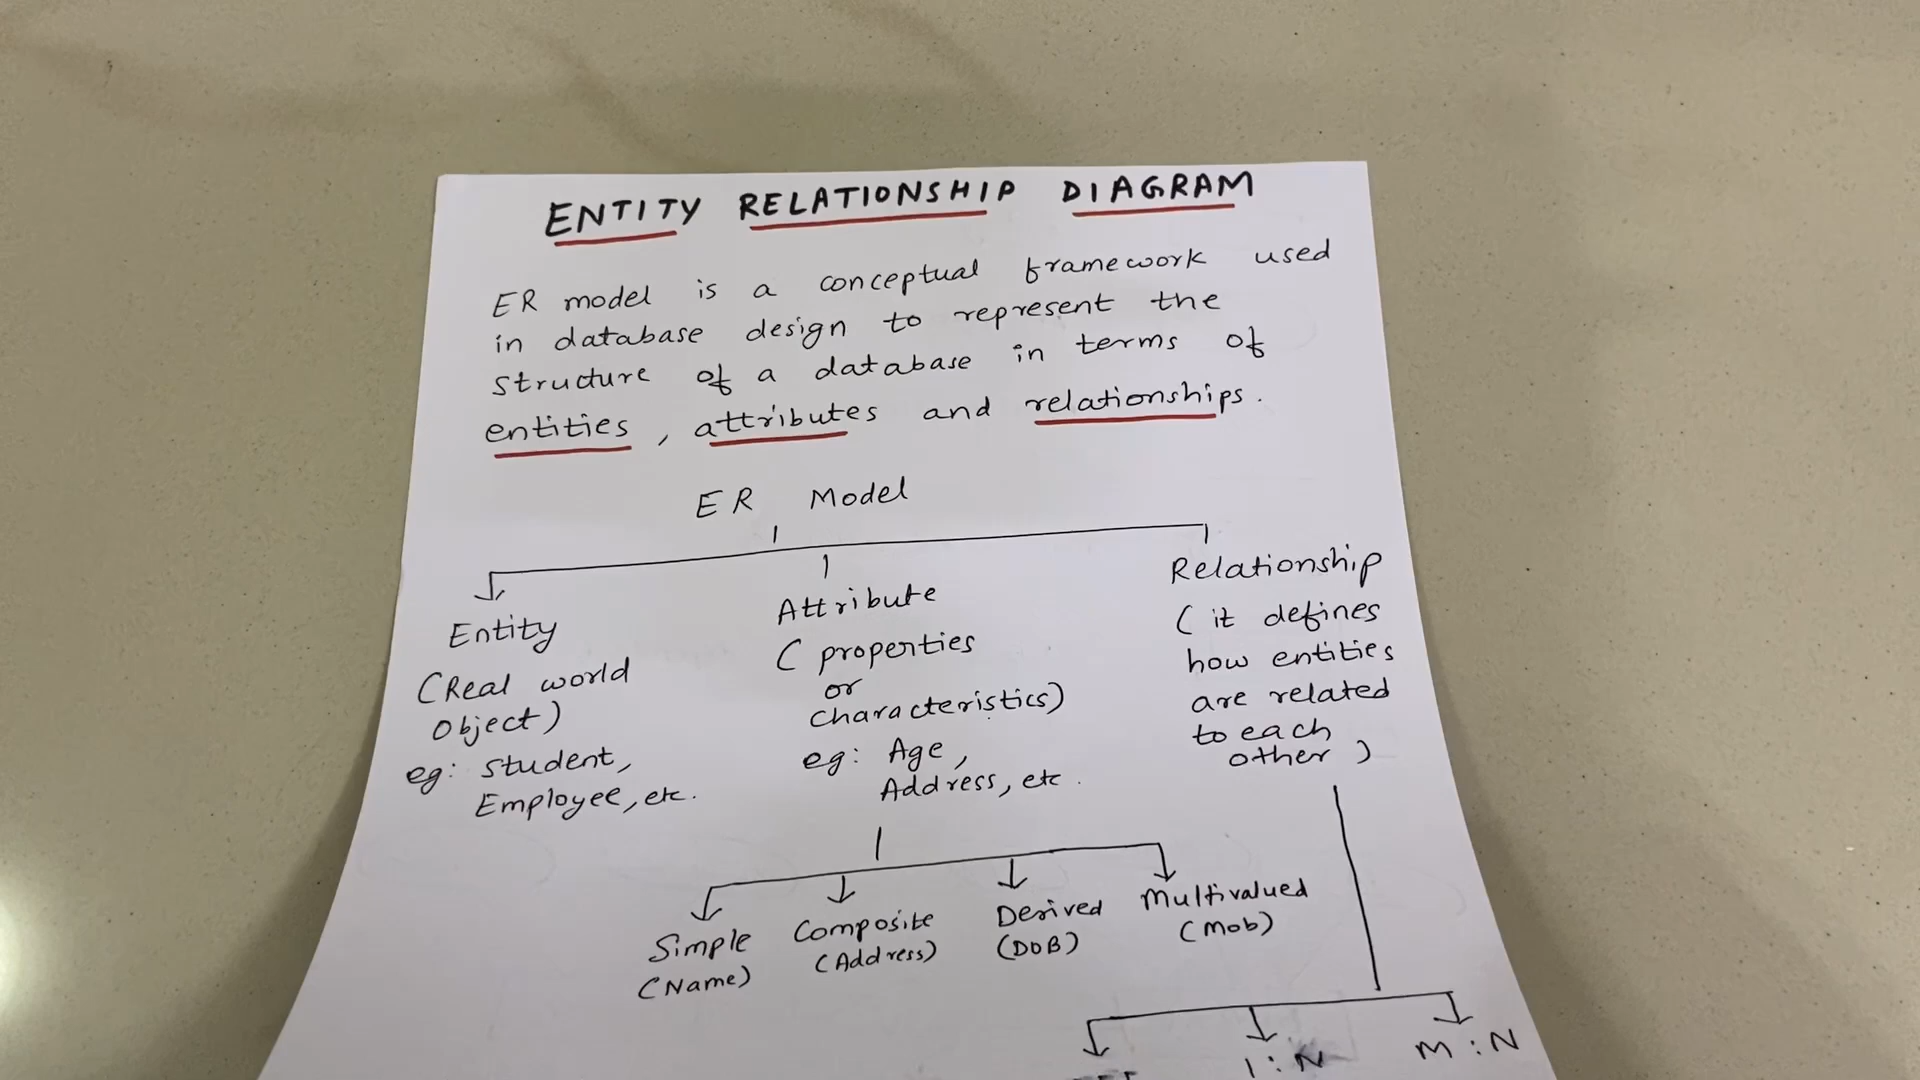 ENTITY RELATIONSHIP DIAGRAM
ER model is a conceptual framework used
in database design to represent the
structure of a database in terms of
entities, attributes and relationships.
ER Model
Entity
(Real world
Object)
eg: student,
Employee, etc.
Attribute
( properties
or
characteristics)
eg: Age,
Address, etc.
Relationship
( it defines
how entities
are related
to each
other )
Simple
(Name)
Composite
(Address)
Derived
(DOB)
Multivalued
(Mob)
1:N
M:N